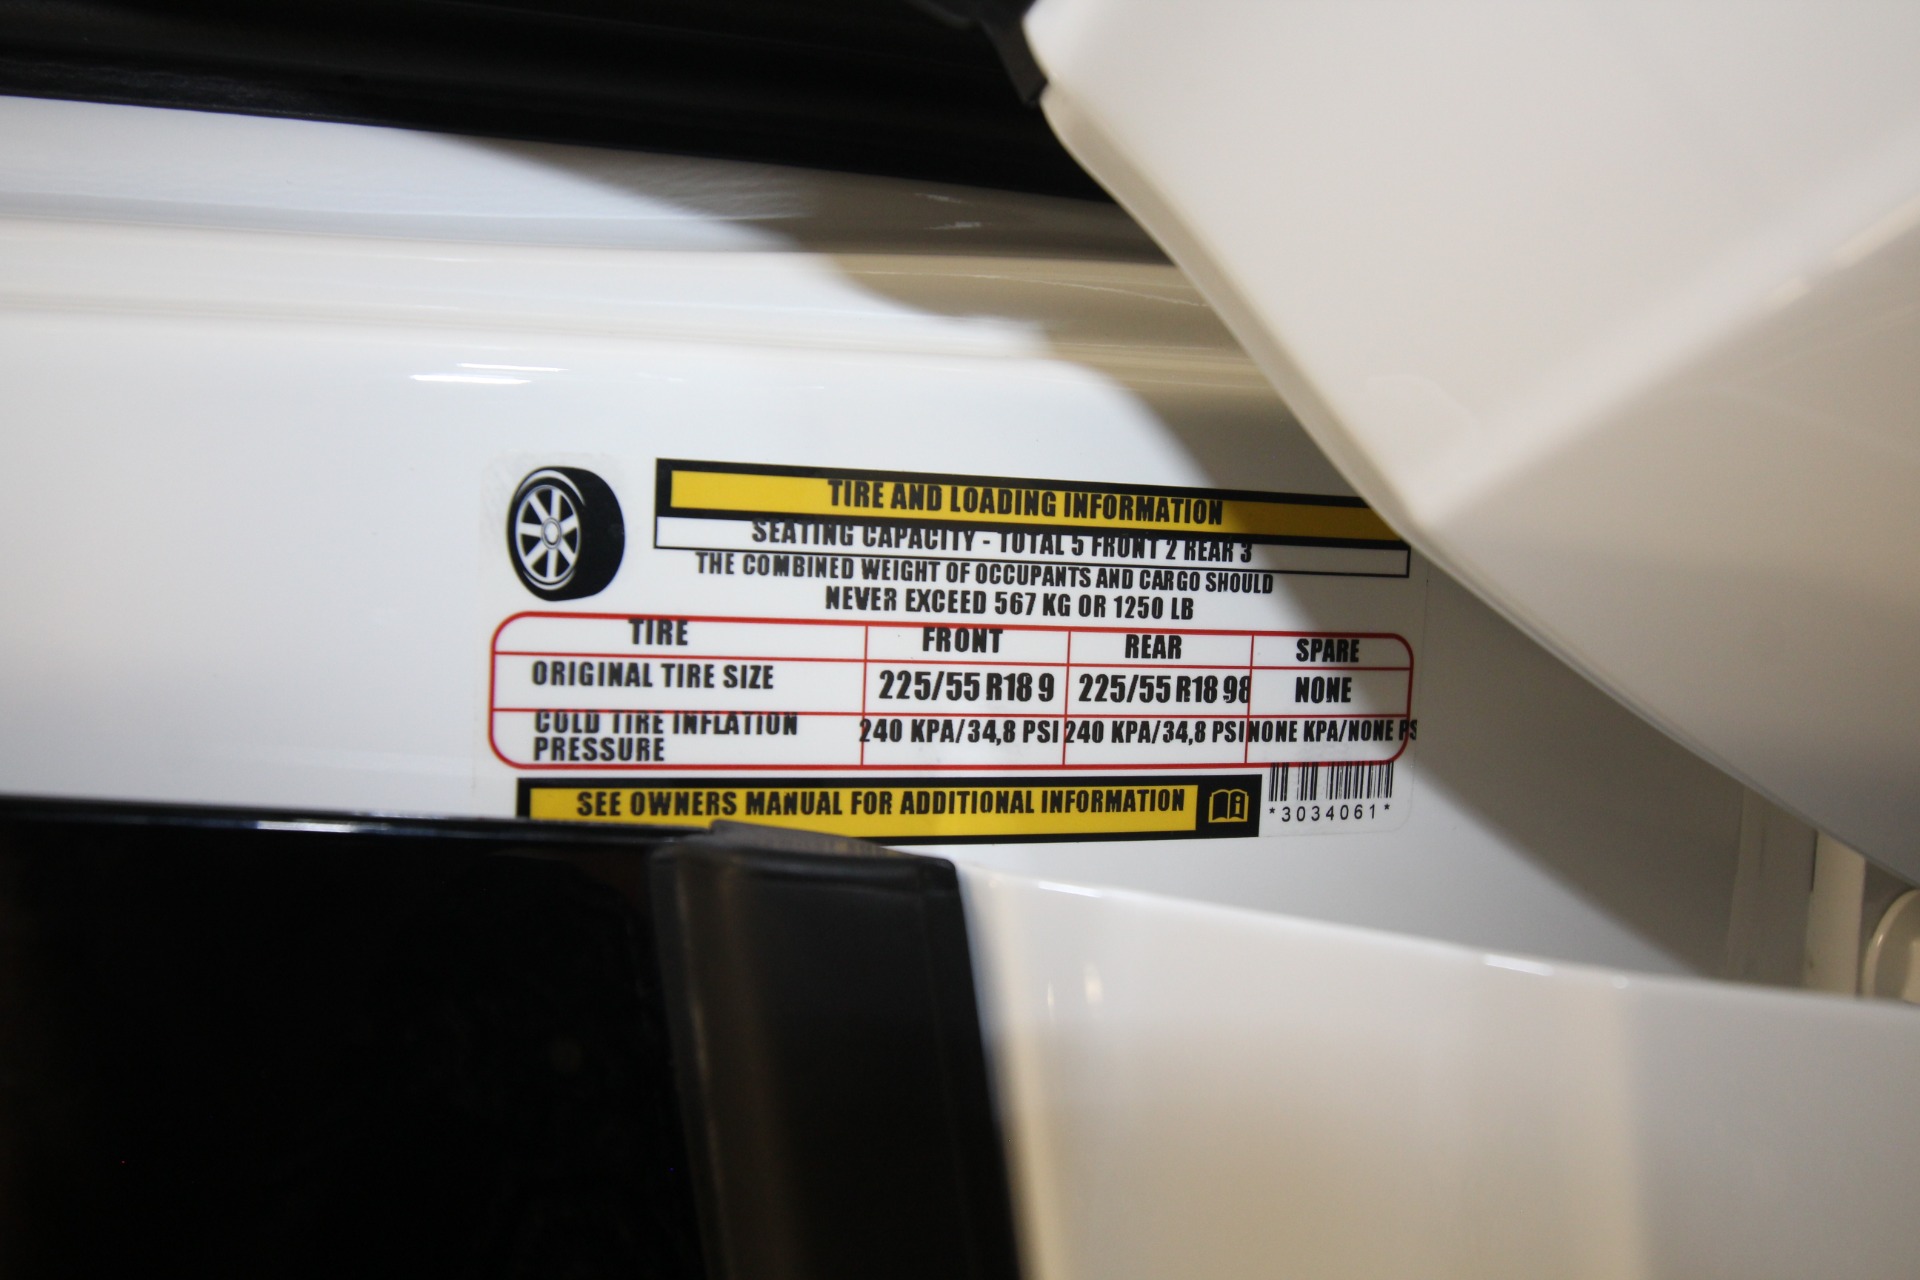 TIRE AND LOADING INFORMATION
SEATING CAPACITY - TOTAL 5 FRONT 2 REAR 3
THE COMBINED WEIGHT OF OCCUPANTS AND CARGO SHOULD
NEVER EXCEED 567 KG OR 1250 LB
TIRE FRONT REAR SPARE
ORIGINAL TIRE SIZE 225/55 R18 9 225/55 R18 98 NONE
COLD TIRE INFLATION 240 KPA/34,8 PSI 240 KPA/34,8 PSI NONE KPA/NONE PS
PRESSURE
SEE OWNERS MANUAL FOR ADDITIONAL INFORMATION
*3034061*